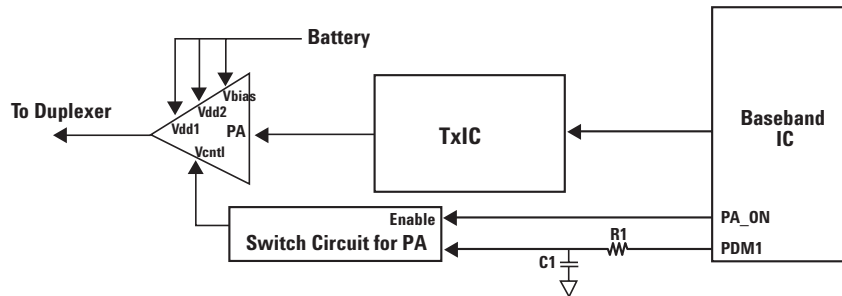 Battery
To Duplexer
Vdd1
Vdd2
Vbias
PA
Vcntl
TxIC
Baseband
IC
Enable
Switch Circuit for PA
PA_ON
R1
PDM1
C1